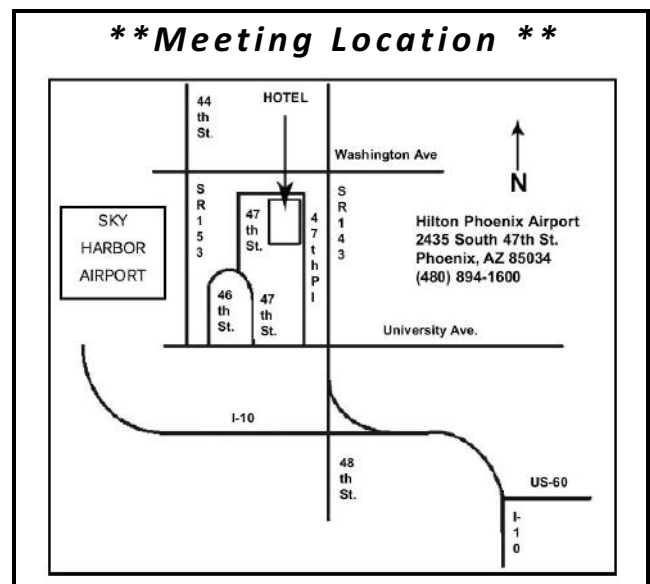 **Meeting Location **
44
th
St.
HOTEL
Washington Ave
N
S
R
1
5
3
SKY
HARBOR
AIRPORT
47
th
St.
4
7
t
h
P
l
S
R
1
4
3
Hilton Phoenix Airport
2435 South 47th St.
Phoenix, AZ 85034
(480) 894-1600
46
th
St.
47
th
St.
University Ave.
I-10
48
th
St.
US-60
I-
1
0